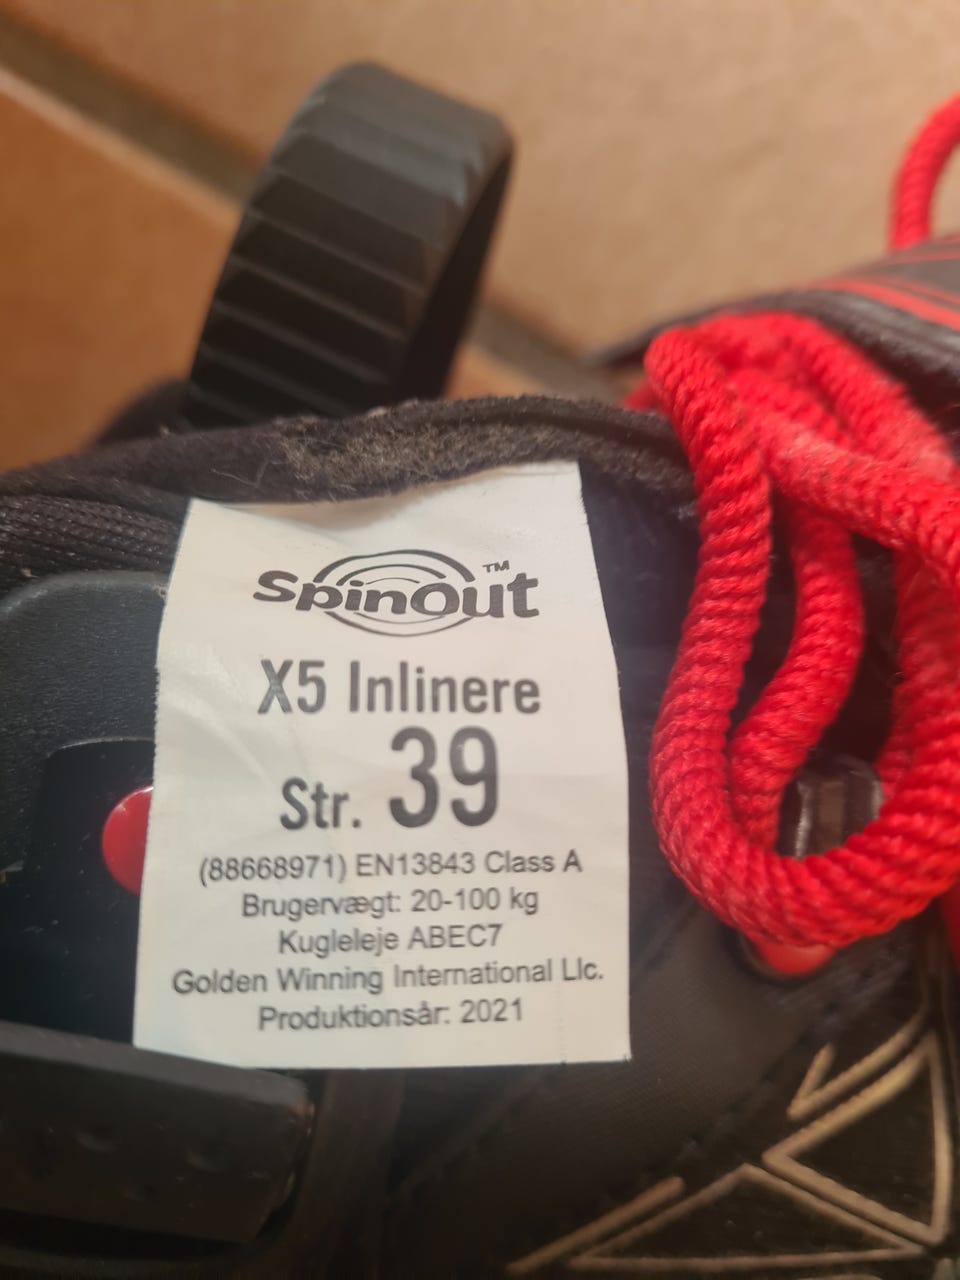 SpinOut™
X5 Inlinere
Str. 39
(88668971) EN13843 Class A
Brugervægt: 20-100 kg
Kugleleje ABEC7
Golden Winning International Llc.
Produktionsår: 2021